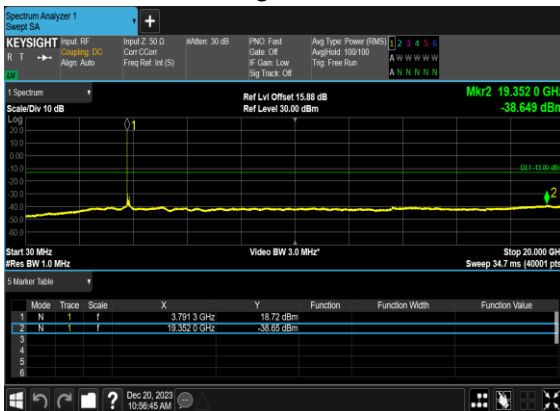 Spectrum Analyzer 1
Swept SA
KEYSIGHT
R T
LV
Input: RF
Coupling: DC
Align: Auto
Input Z: 50 Ω
Corr CCorr
Freq Ref: Int (S)
#Atten: 30 dB
PNO: Fast
Gate: Off
IF Gain: Low
Sig Track: Off
Avg Type: Power (RMS)
Avg|Hold: 100/100
Trig: Free Run
1 2 3 4 5 6
A W W W W W
A N N N N N
1 Spectrum
Scale/Div 10 dB
Ref Lvl Offset 15.88 dB
Ref Level 30.00 dBm
Mkr2 19.352 0 GHz
-38.649 dBm
Log
20.0
10.0
0.00
-10.0
-20.0
-30.0
-40.0
-50.0
-60.0
1
DL1 -13.00 dBm
2
Start 30 MHz
#Res BW 1.0 MHz
Video BW 3.0 MHz*
Stop 20.000 GH
Sweep 34.7 ms (40001 pts
5 Marker Table
Mode Trace Scale X Y Function Function Width Function Value
1 N 1 f 3.791 3 GHz 18.72 dBm
2 N 1 f 19.352 0 GHz -38.65 dBm
3
4
5
6
?
Dec 20, 2023
10:56:45 AM